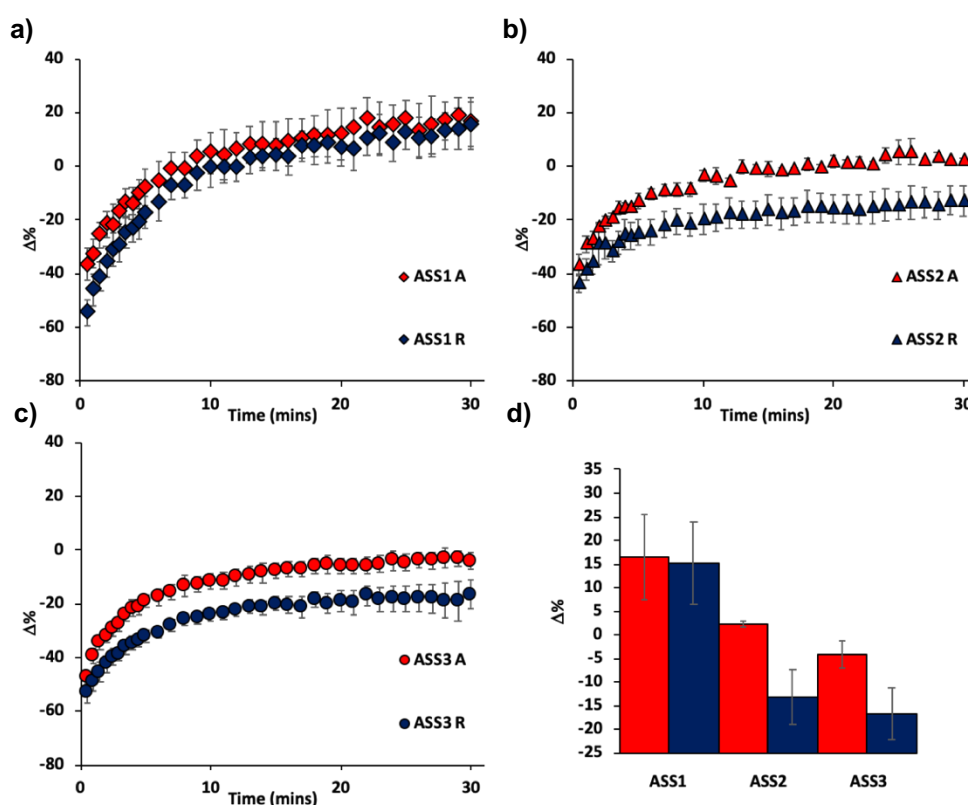 a)
40
20
0
-20
-40
-60
-80
Δ%
ASS1 A
ASS1 R
0 10 20 30
Time (mins)
b)
40
20
0
-20
-40
-60
-80
Δ%
ASS2 A
ASS2 R
0 10 20 30
Time (mins)
c)
40
20
0
-20
-40
-60
-80
Δ%
ASS3 A
ASS3 R
0 10 20 30
Time (mins)
d)
35
30
25
20
15
10
5
0
-5
-10
-15
-20
-25
Δ%
ASS1 ASS2 ASS3